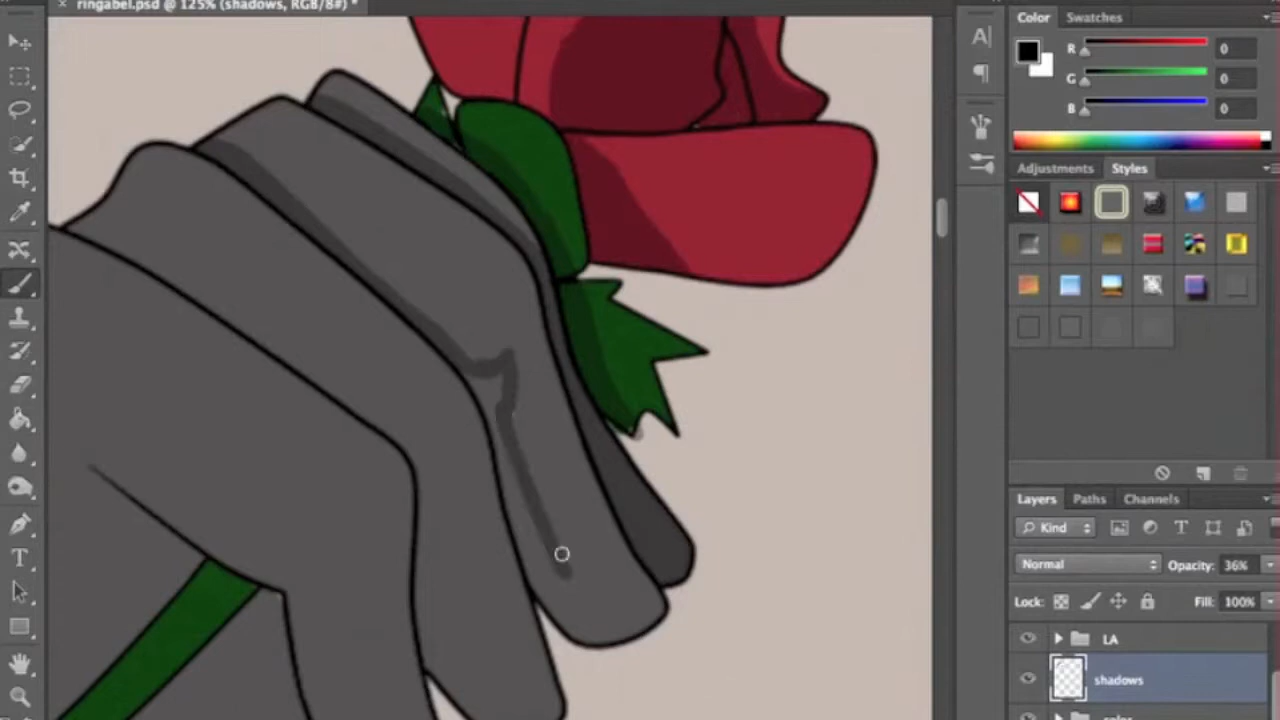 ringabel.psd @ 125% (shadows, RGB/8#) *
Color Swatches
R 0
G 0
B 0
Adjustments Styles
Layers Paths Channels
Kind
Normal Opacity: 36%
Lock: Fill: 100%
LA
shadows